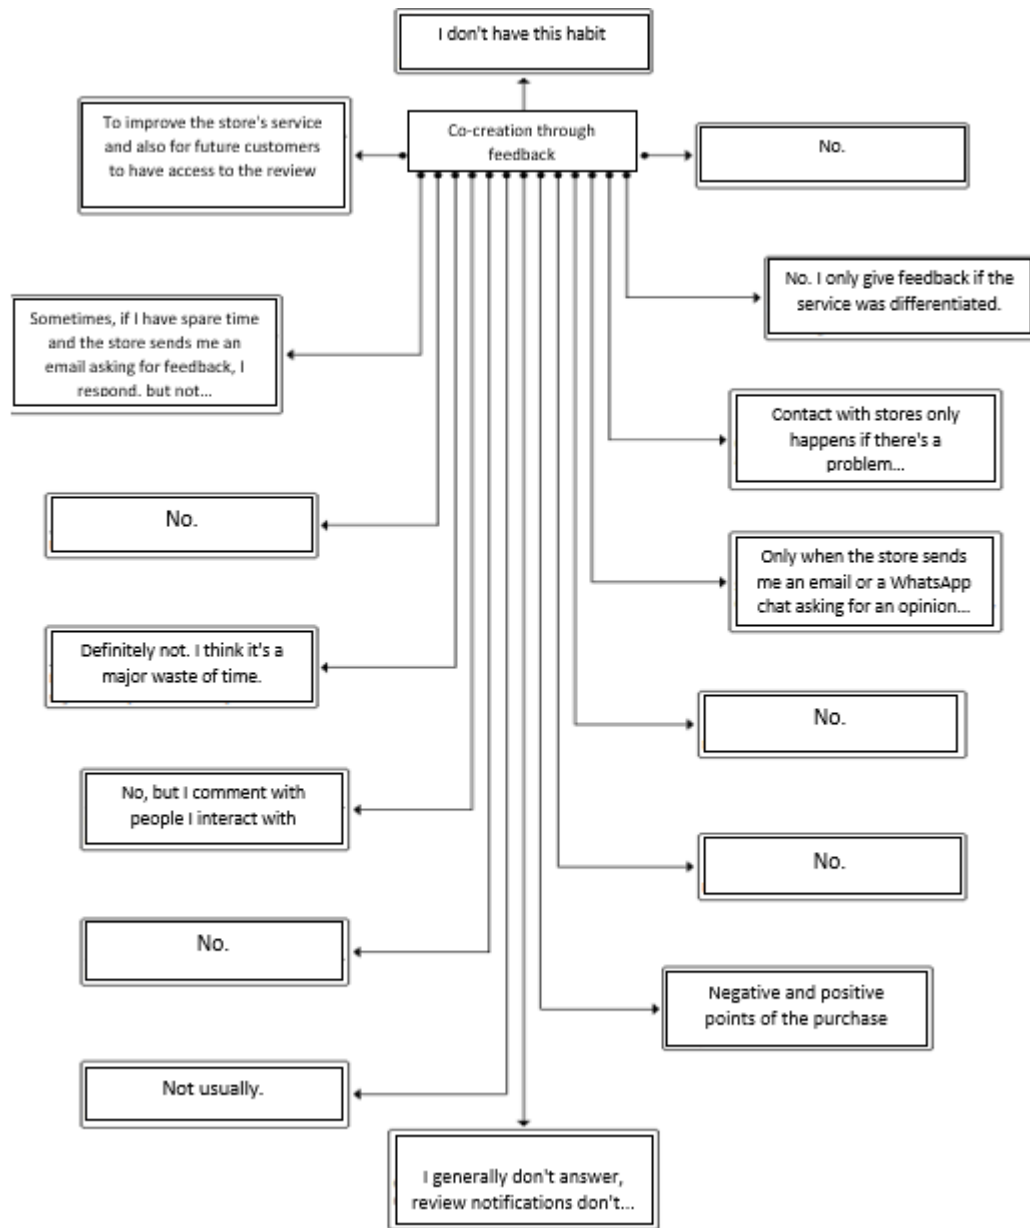 I don't have this habit
Co-creation through
feedback
To improve the store's service
and also for future customers
to have access to the review
No.
No. I only give feedback if the
service was differentiated.
Sometimes, if I have spare time
and the store sends me an
email asking for feedback, I
respond, but not...
Contact with stores only
happens if there's a
problem...
No.
Only when the store sends
me an email or a WhatsApp
chat asking for an opinion...
Definitely not. I think it's a
major waste of time.
No.
No, but I comment with
people I interact with
No.
No.
Negative and positive
points of the purchase
Not usually.
I generally don't answer,
review notifications don't...